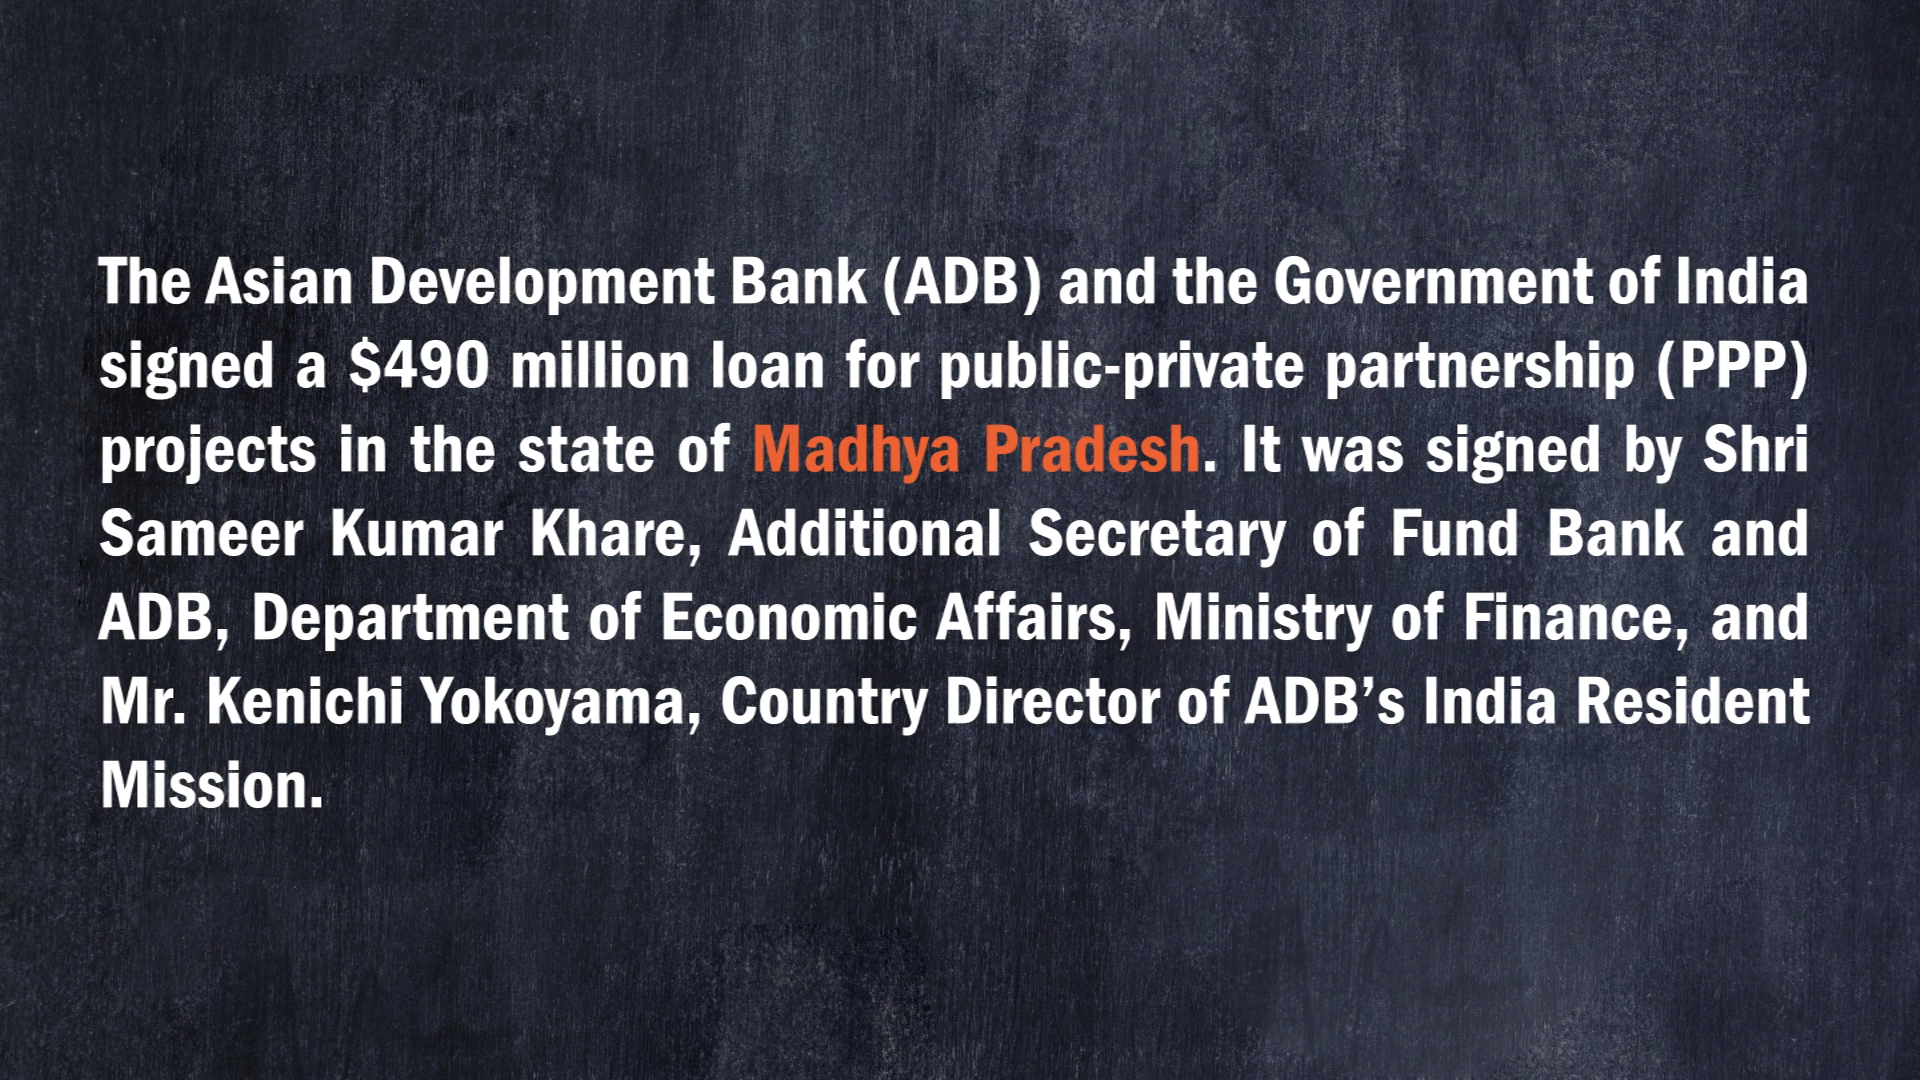 The Asian Development Bank (ADB) and the Government of India
signed a $490 million loan for public-private partnership (PPP)
projects in the state of Madhya Pradesh. It was signed by Shri
Sameer Kumar Khare, Additional Secretary of Fund Bank and
ADB, Department of Economic Affairs, Ministry of Finance, and
Mr. Kenichi Yokoyama, Country Director of ADB’s India Resident
Mission.